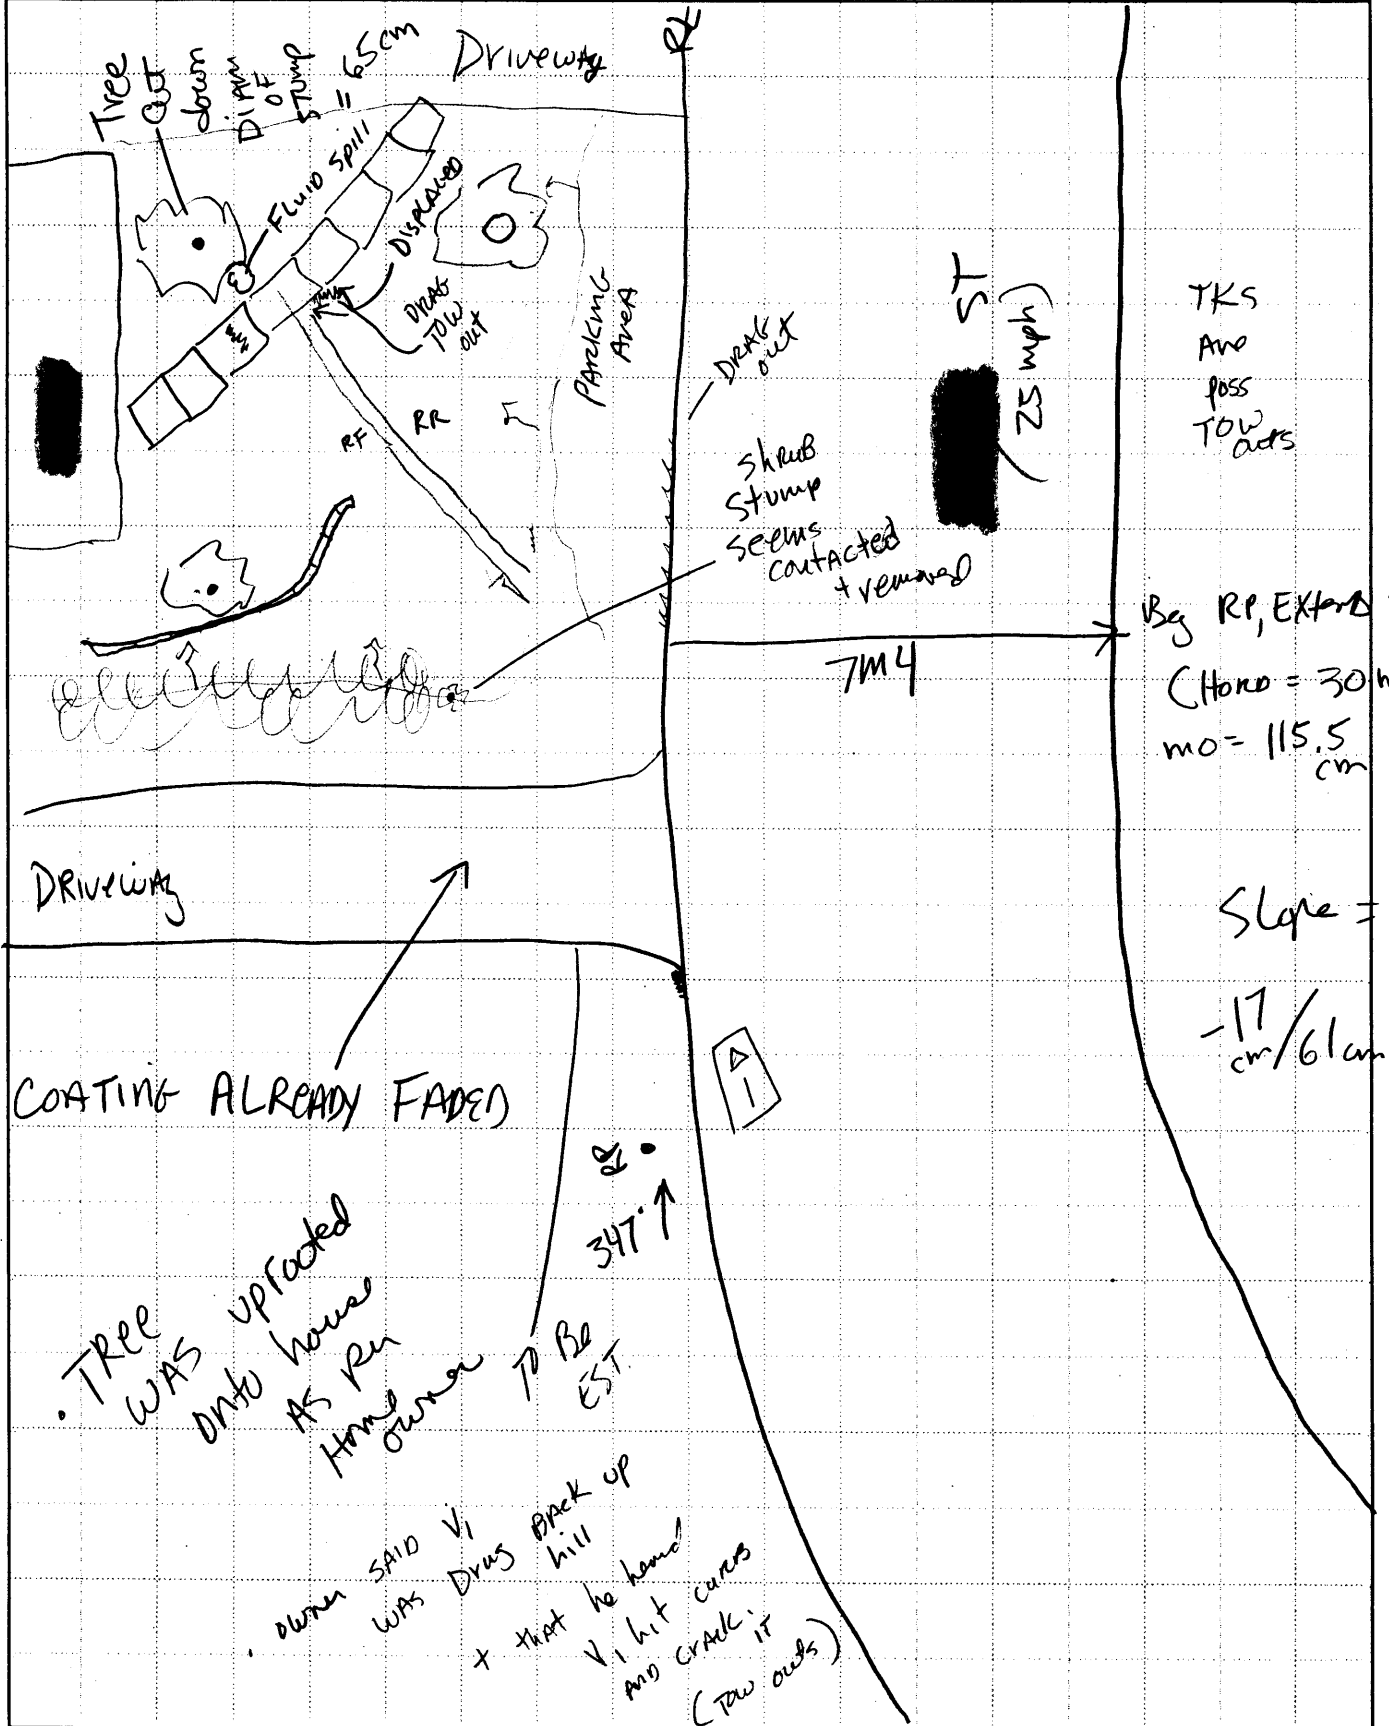 Tree
cut
down
DIAM
OF
STUMP
= 65cm
Driveway
FLUID SPill
DISPLACED
DRAG
TOW
out
PARKING
AreA
RF
RR
DRAG
out
ST
(25 mph)
TKS
Are
poss
TOW
outs
ShRUB
Stump
Seems
contActed
+ removed
7M4
Beg RP, EXtend
CHORD = 30
mo = 115.5
cm
DRIVEWAY
Slope =
-17
cm/61cm
COATING ALREADY FADED
1
RP
347°
TO BE
EST.
. TREE
WAS uprooted
onto house
AS per
Home
owner
. owner SAID V1
WAS Drug BACK up
hill
+ thAt he heard
V1 hit curb
AND CrAck
it.
(TOW outs)